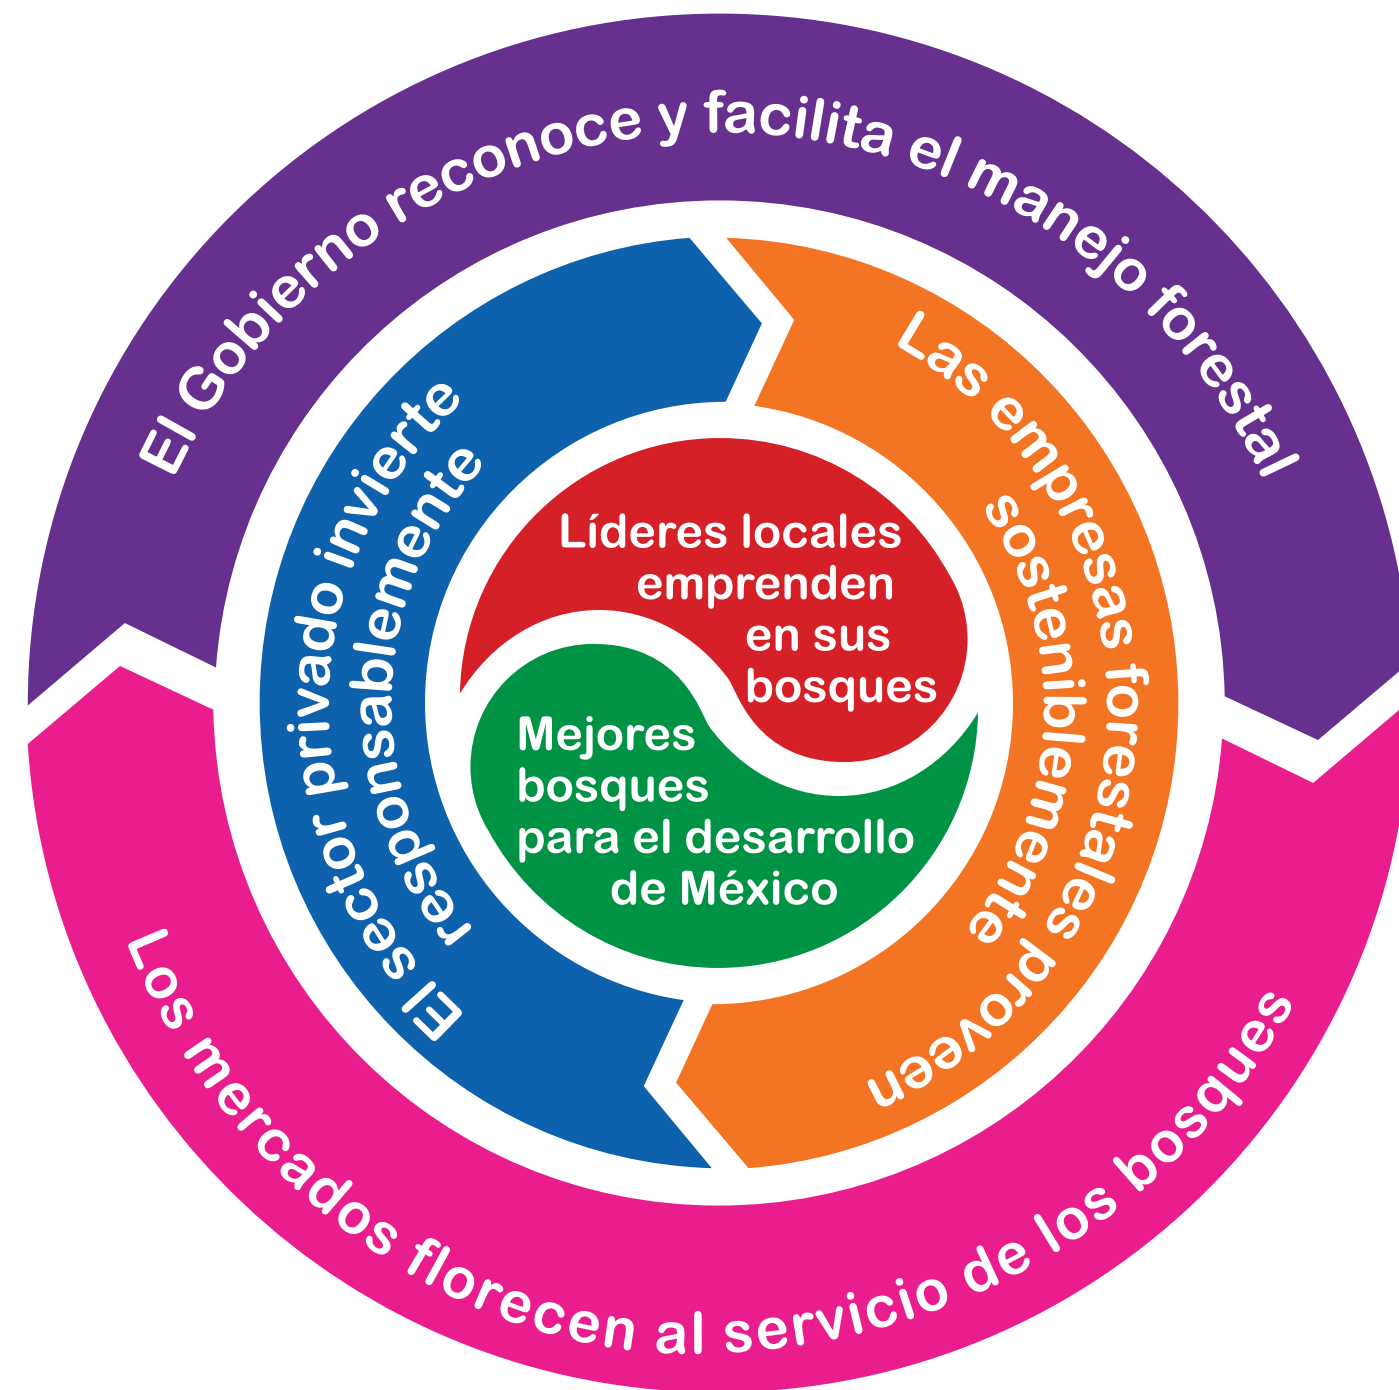 El Gobierno reconoce y facilita el manejo forestal
El sector privado invierte
responsablemente
Las empresas forestales proveen
sosteniblemente
Líderes locales
emprenden
en sus
bosques
Mejores
bosques
para el desarrollo
de México
Los mercados florecen al servicio de los bosques